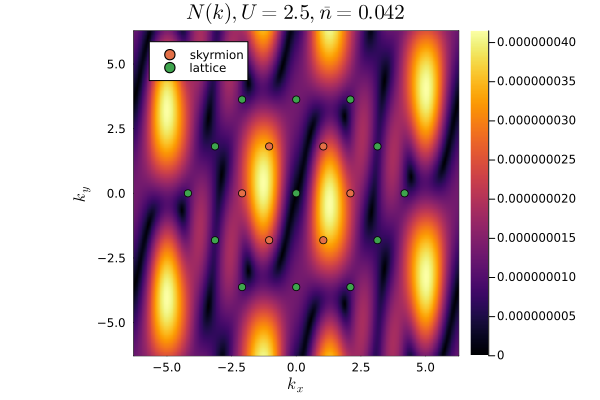 N(k), U = 2.5, n̄ = 0.042
skyrmion
lattice
5.0
2.5
0.0
−2.5
−5.0
k_y
−5.0 −2.5 0.0 2.5 5.0
k_x
0.000000040
0.000000035
0.000000030
0.000000025
0.000000020
0.000000015
0.000000010
0.000000005
0